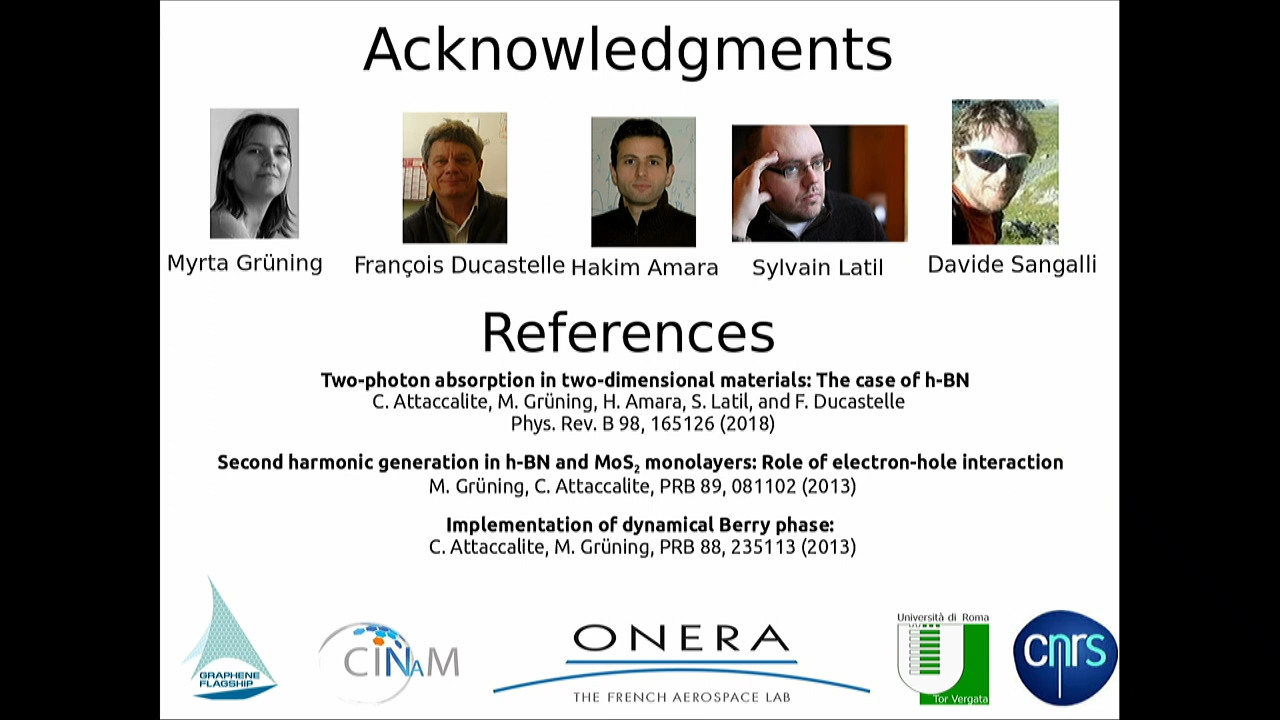 Acknowledgments
Myrta Grüning
François Ducastelle
Hakim Amara
Sylvain Latil
Davide Sangalli
References
Two-photon absorption in two-dimensional materials: The case of h-BN
C. Attaccalite, M. Grüning, H. Amara, S. Latil, and F. Ducastelle
Phys. Rev. B 98, 165126 (2018)
Second harmonic generation in h-BN and MoS₂ monolayers: Role of electron-hole interaction
M. Grüning, C. Attaccalite, PRB 89, 081102 (2013)
Implementation of dynamical Berry phase:
C. Attaccalite, M. Grüning, PRB 88, 235113 (2013)
GRAPHENE
FLAGSHIP
CINAM
ONERA
THE FRENCH AEROSPACE LAB
Università di Roma
Tor Vergata
cnrs